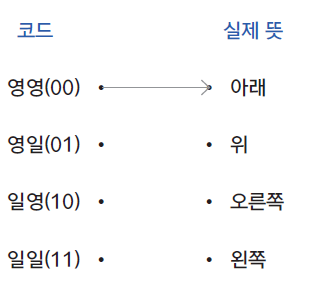 코드 실제 뜻
영영(00) 아래
영일(01) 위
일영(10) 오른쪽
일일(11) 왼쪽